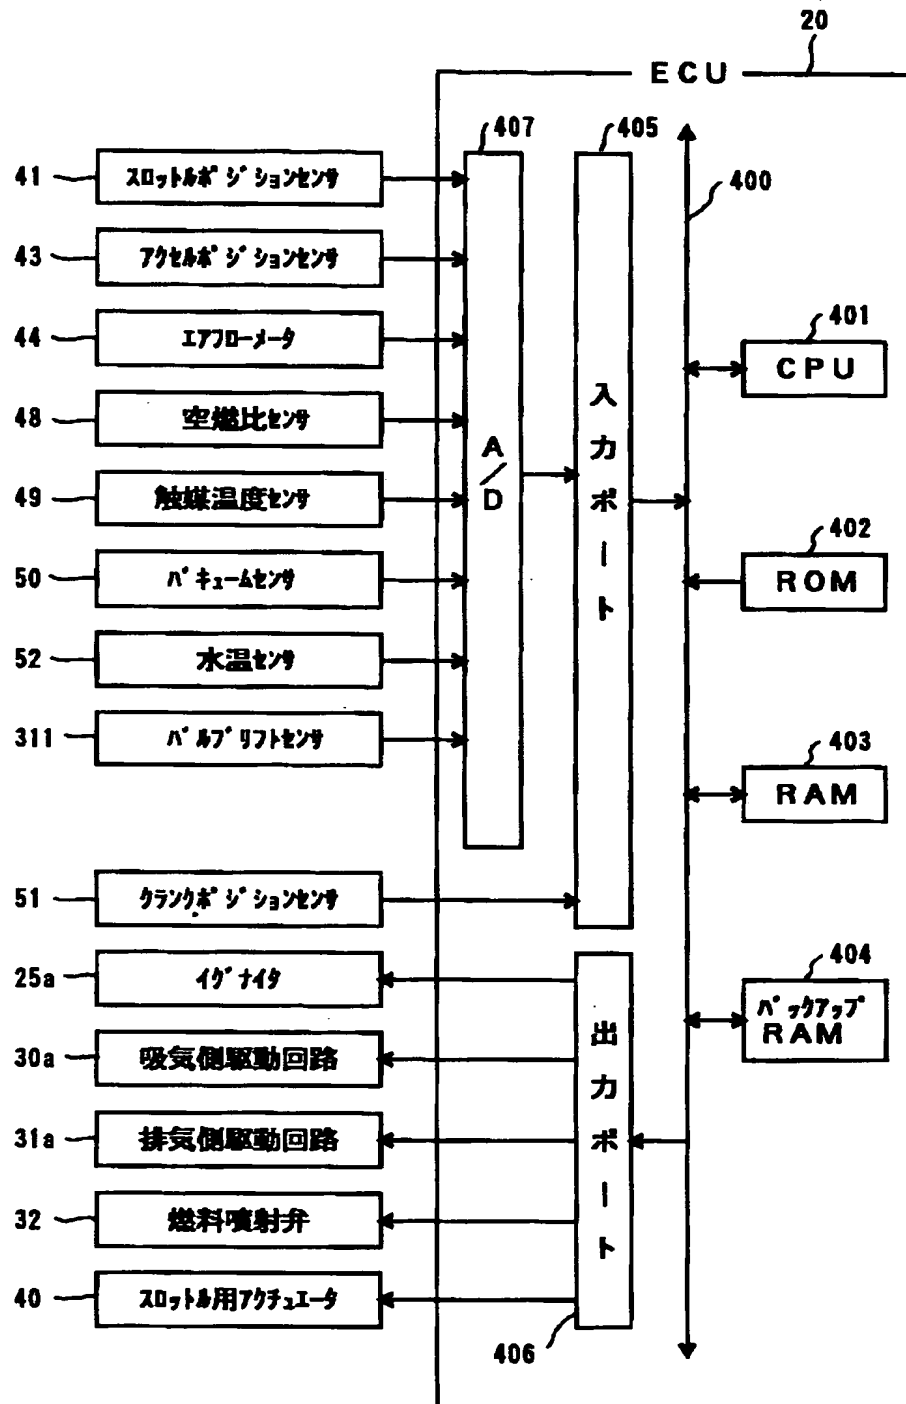 20
ECU
407
405
400
41 スロットルポジションセンサ
43 アクセルポジションセンサ
44 エアフローメータ
48 空燃比センサ
49 触媒温度センサ
50 バキュームセンサ
52 水温センサ
311 バルブリフトセンサ
51 クランクポジションセンサ
25a イグナイタ
30a 吸気側駆動回路
31a 排気側駆動回路
32 燃料噴射弁
40 スロットル用アクチュエータ
A/D
入力ポート
出力ポート
406
401
CPU
402
ROM
403
RAM
404
バックアップ
RAM